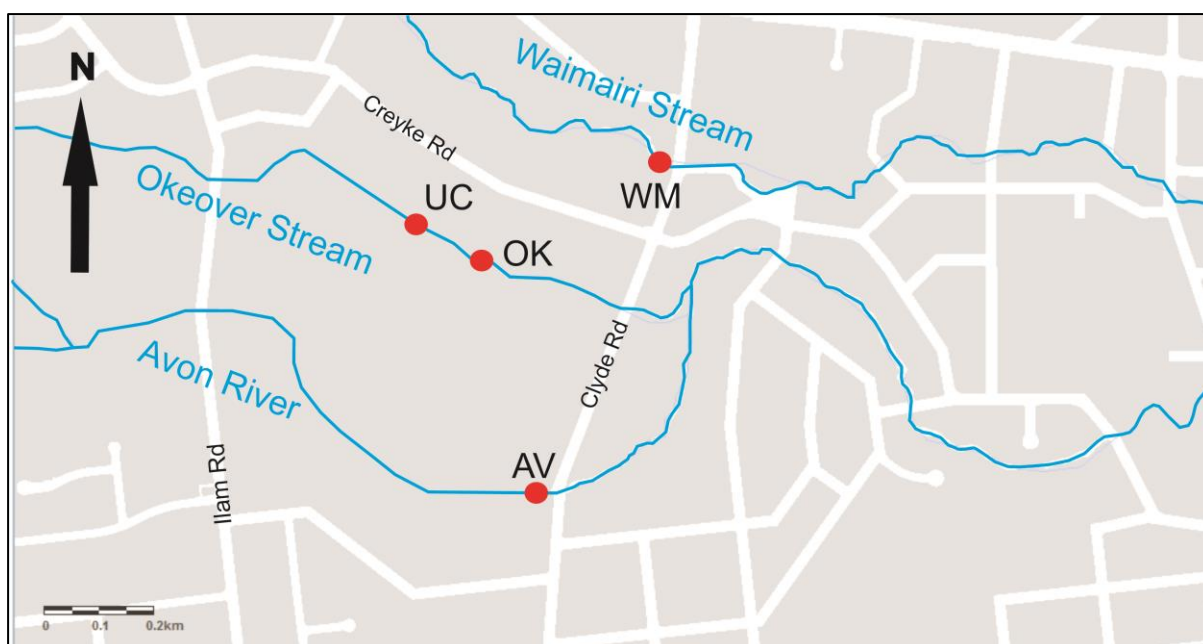 N
Waimairi Stream
Creyke Rd
WM
UC
OK
Okeover Stream
Avon River
Clyde Rd
AV
Ilam Rd
0 0.1 0.2km